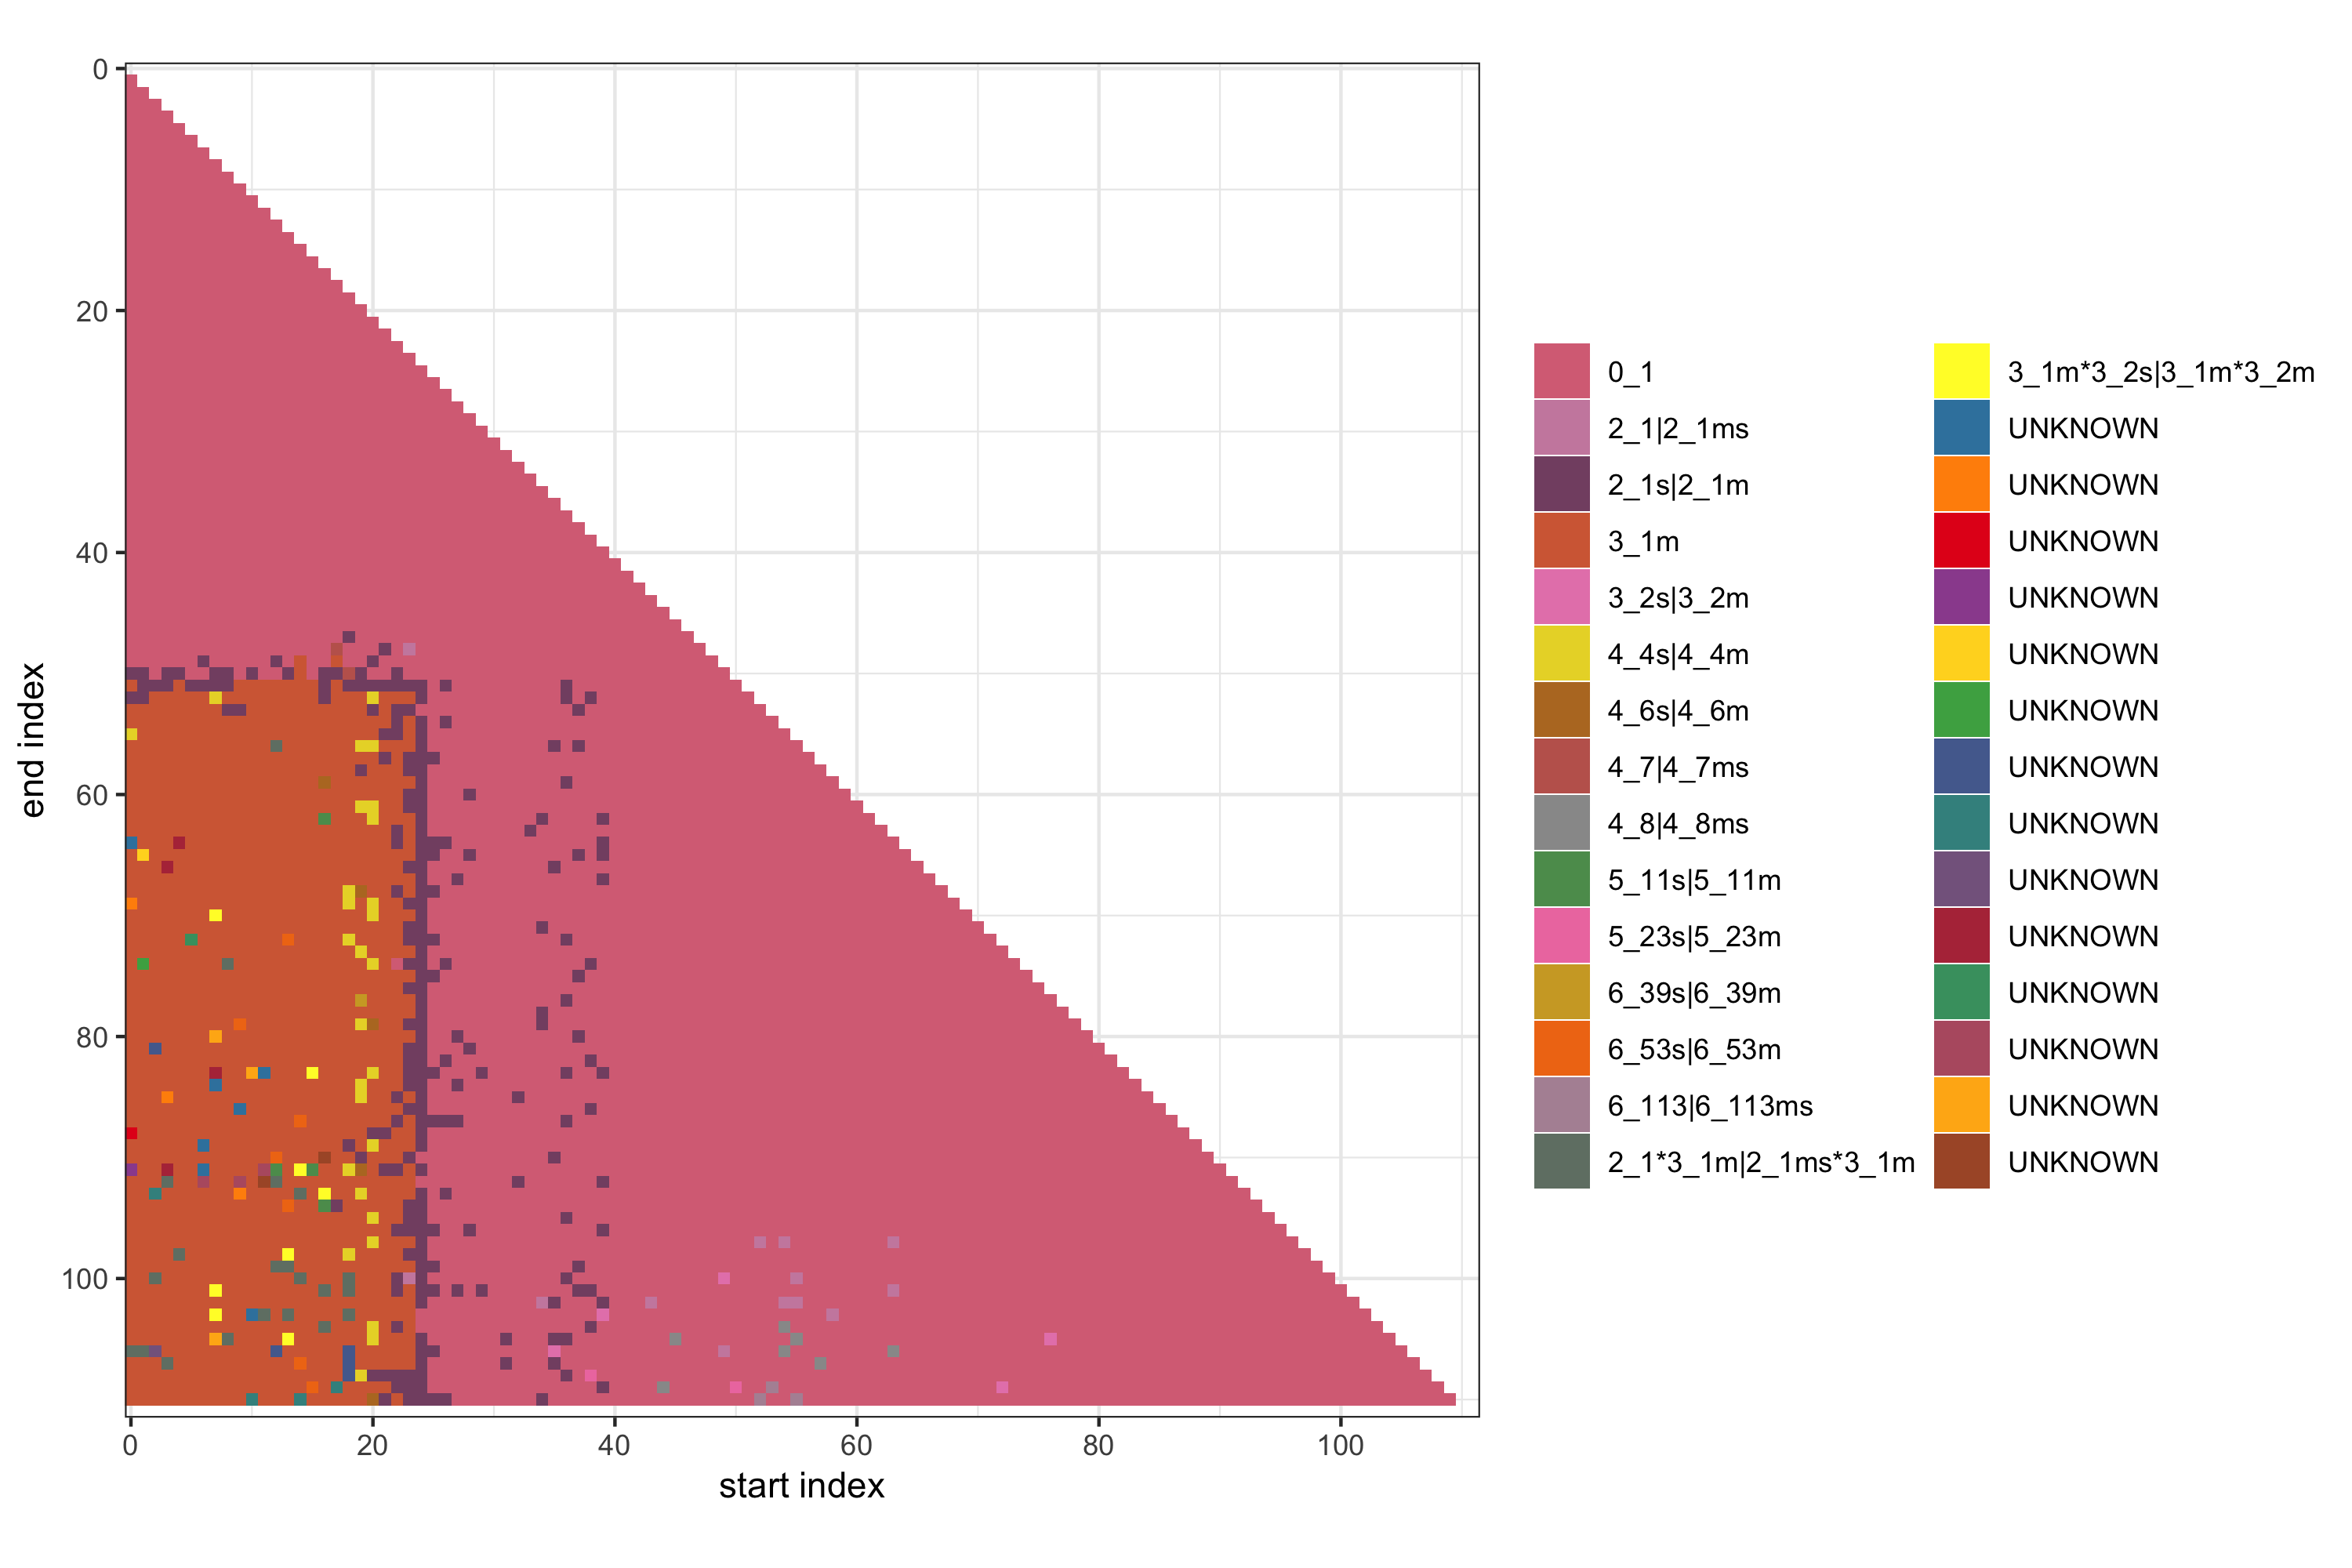 0
20
40
60
80
100
end index
0
20
40
60
80
100
start index
0_1
2_1|2_1ms
2_1s|2_1m
3_1m
3_2s|3_2m
4_4s|4_4m
4_6s|4_6m
4_7|4_7ms
4_8|4_8ms
5_11s|5_11m
5_23s|5_23m
6_39s|6_39m
6_53s|6_53m
6_113|6_113ms
2_1*3_1m|2_1ms*3_1m
3_1m*3_2s|3_1m*3_2m
UNKNOWN
UNKNOWN
UNKNOWN
UNKNOWN
UNKNOWN
UNKNOWN
UNKNOWN
UNKNOWN
UNKNOWN
UNKNOWN
UNKNOWN
UNKNOWN
UNKNOWN
UNKNOWN